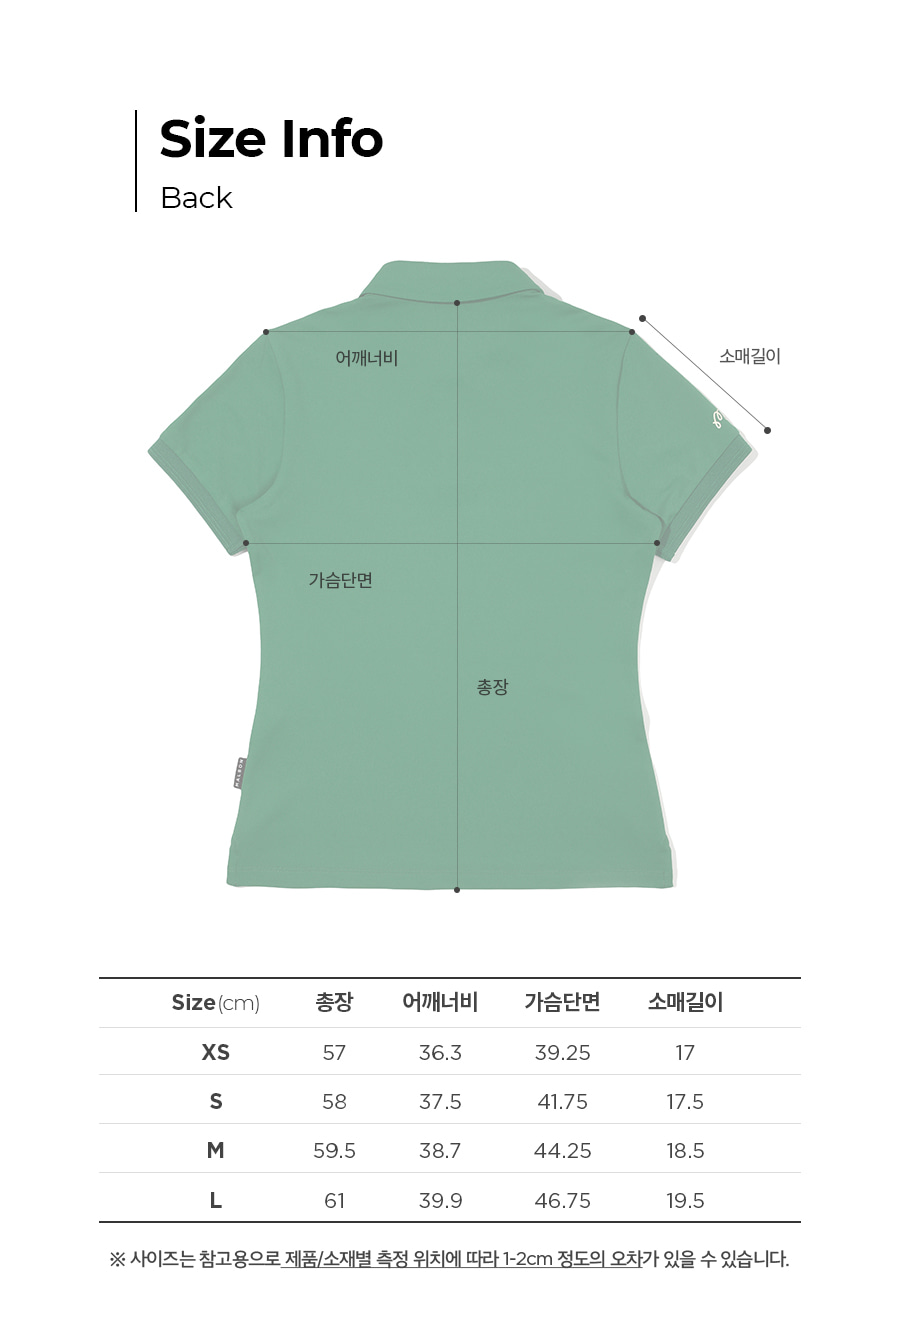 Size Info
Back
어깨너비
소매길이
가슴단면
총장
MALBON
Size(cm) 총장 어깨너비 가슴단면 소매길이
XS 57 36.3 39.25 17
S 58 37.5 41.75 17.5
M 59.5 38.7 44.25 18.5
L 61 39.9 46.75 19.5
※ 사이즈는 참고용으로 제품/소재별 측정 위치에 따라 1-2cm 정도의 오차가 있을 수 있습니다.